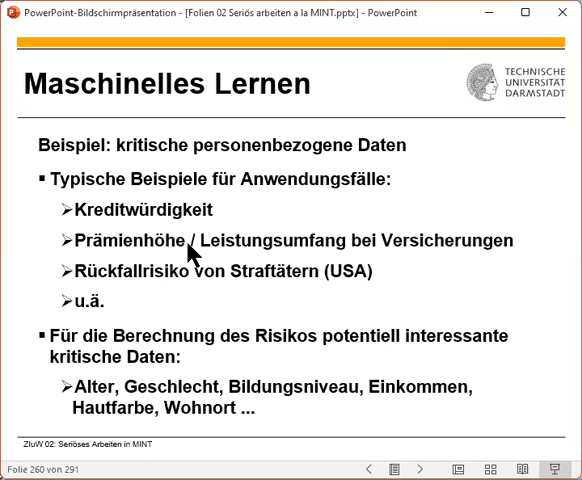 PowerPoint-Bildschirmpräsentation - [Folien 02 Seriös arbeiten a la MINT.pptx] - PowerPoint
Maschinelles Lernen
TECHNISCHE
UNIVERSITÄT
DARMSTADT
Beispiel: kritische personenbezogene Daten
▪ Typische Beispiele für Anwendungsfälle:
➢Kreditwürdigkeit
➢Prämienhöhe / Leistungsumfang bei Versicherungen
➢Rückfallrisiko von Straftätern (USA)
➢u.ä.
▪ Für die Berechnung des Risikos potentiell interessante
kritische Daten:
➢Alter, Geschlecht, Bildungsniveau, Einkommen,
Hautfarbe, Wohnort ...
ZIuW 02: Seriöses Arbeiten in MINT
Folie 260 von 291